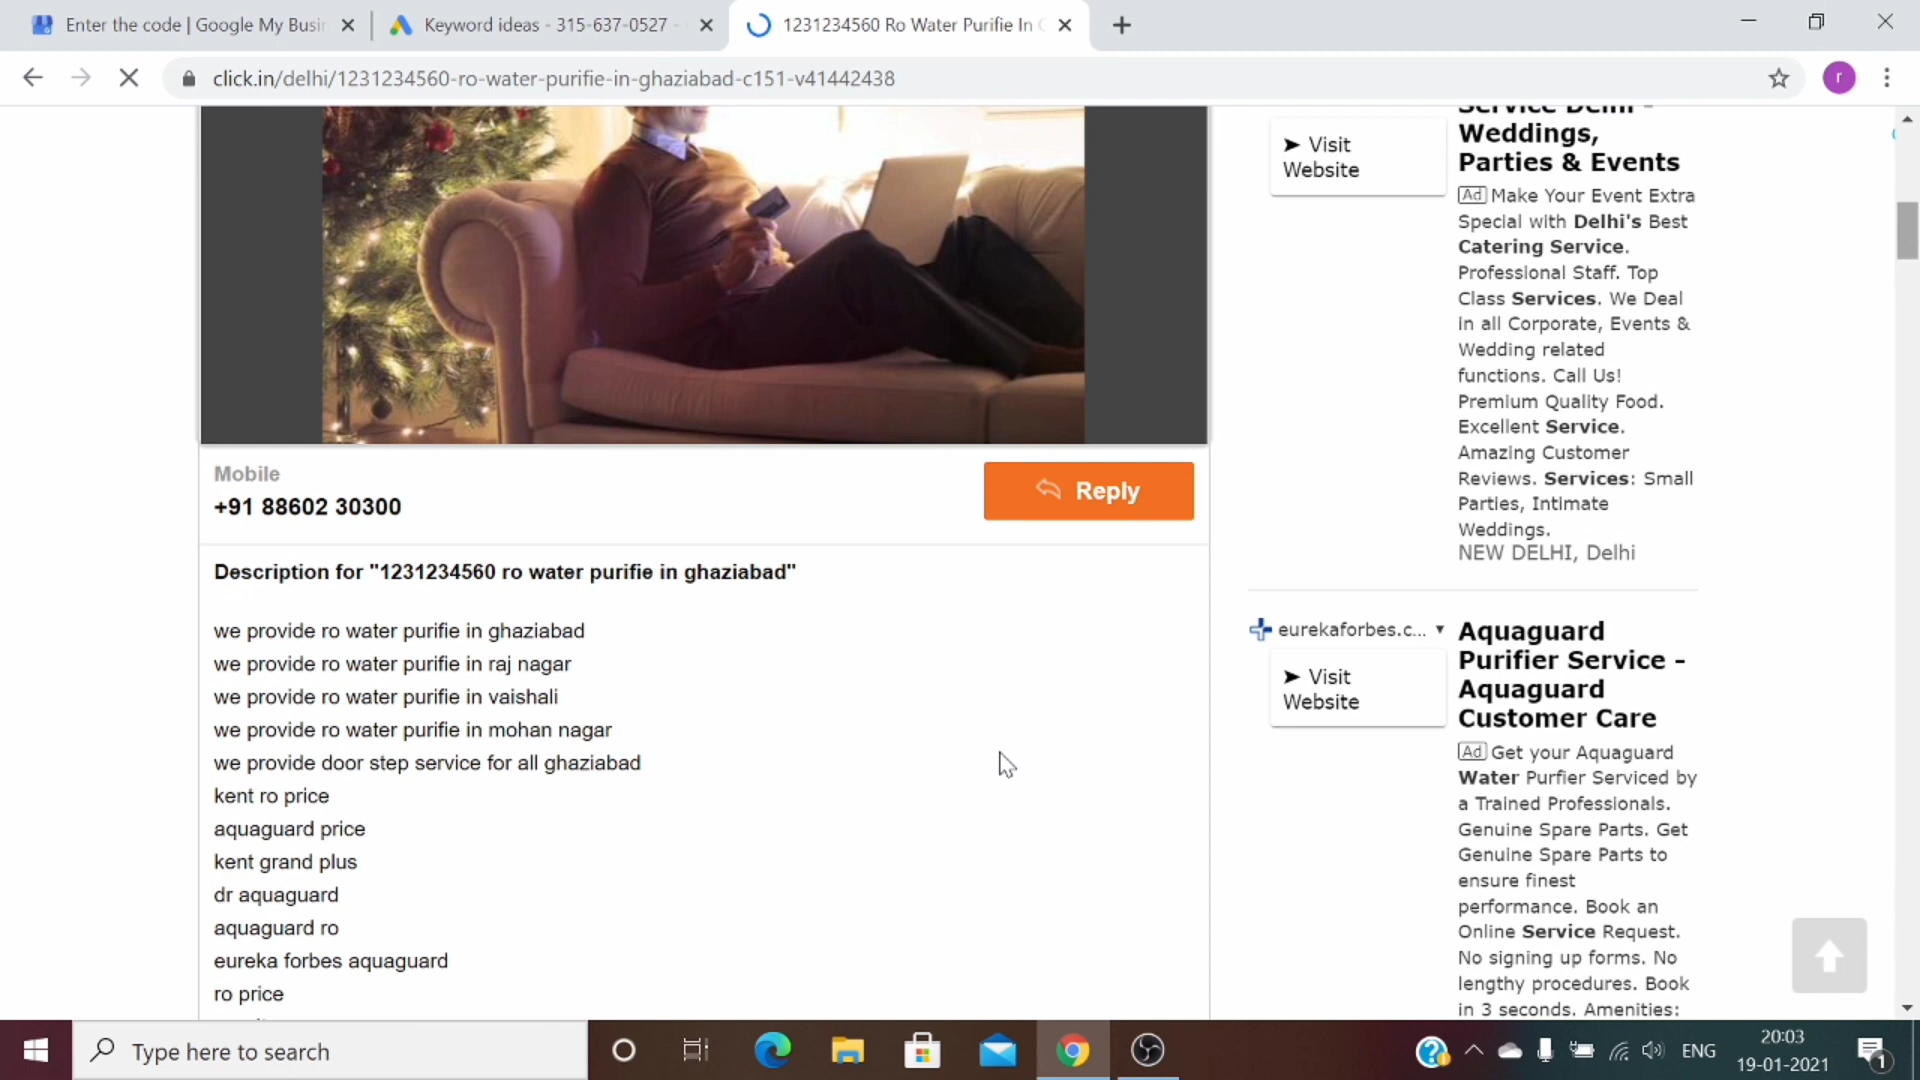 Enter the code | Google My Busi
Keyword ideas - 315-637-0527 -
1231234560 Ro Water Purifie In G
click.in/delhi/1231234560-ro-water-purifie-in-ghaziabad-c151-v41442438
r
Mobile
+91 88602 30300
Reply
Description for "1231234560 ro water purifie in ghaziabad"
we provide ro water purifie in ghaziabad
we provide ro water purifie in raj nagar
we provide ro water purifie in vaishali
we provide ro water purifie in mohan nagar
we provide door step service for all ghaziabad
kent ro price
aquaguard price
kent grand plus
dr aquaguard
aquaguard ro
eureka forbes aquaguard
ro price
➤ Visit
Website
Service Delhi -
Weddings,
Parties & Events
Ad Make Your Event Extra
Special with Delhi's Best
Catering Service.
Professional Staff. Top
Class Services. We Deal
in all Corporate, Events &
Wedding related
functions. Call Us!
Premium Quality Food.
Excellent Service.
Amazing Customer
Reviews. Services: Small
Parties, Intimate
Weddings.
NEW DELHI, Delhi
eurekaforbes.c...
➤ Visit
Website
Aquaguard
Purifier Service -
Aquaguard
Customer Care
Ad Get your Aquaguard
Water Purfier Serviced by
a Trained Professionals.
Genuine Spare Parts. Get
Genuine Spare Parts to
ensure finest
performance. Book an
Online Service Request.
No signing up forms. No
lengthy procedures. Book
in 3 seconds. Amenities:
Type here to search
ENG
20:03
19-01-2021
1